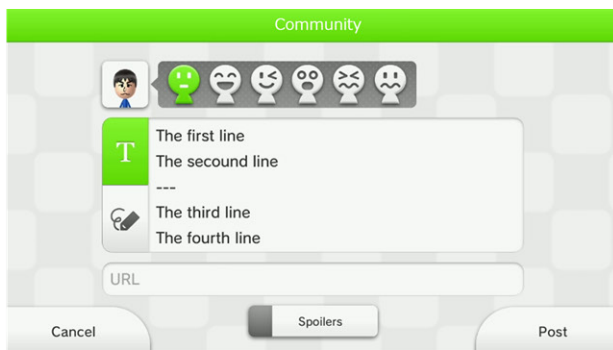 Community
T
The first line
The secound line
---
The third line
The fourth line
URL
Spoilers
Cancel
Post